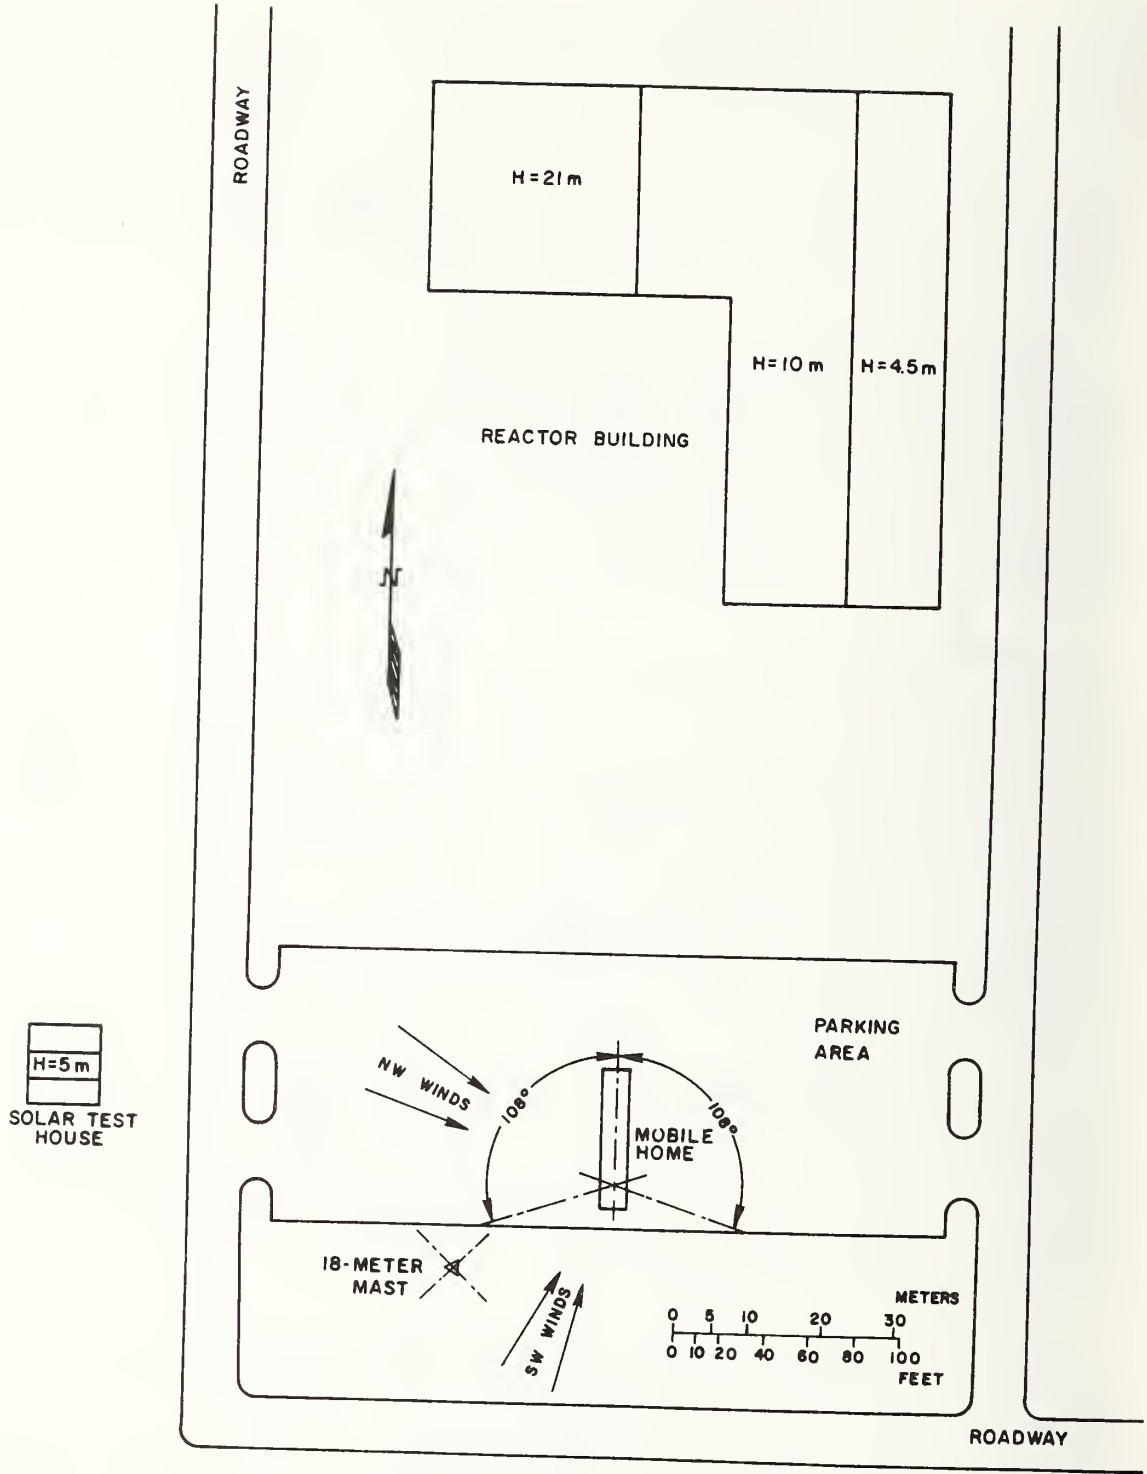 ROADWAY
H=21m
H=10m
H=4.5m
REACTOR BUILDING
N
PARKING
AREA
NW WINDS
108°
108°
H=5m
SOLAR TEST
HOUSE
MOBILE
HOME
18-METER
MAST
SW WINDS
METERS
0 5 10 20 30
0 10 20 40 60 80 100
FEET
ROADWAY